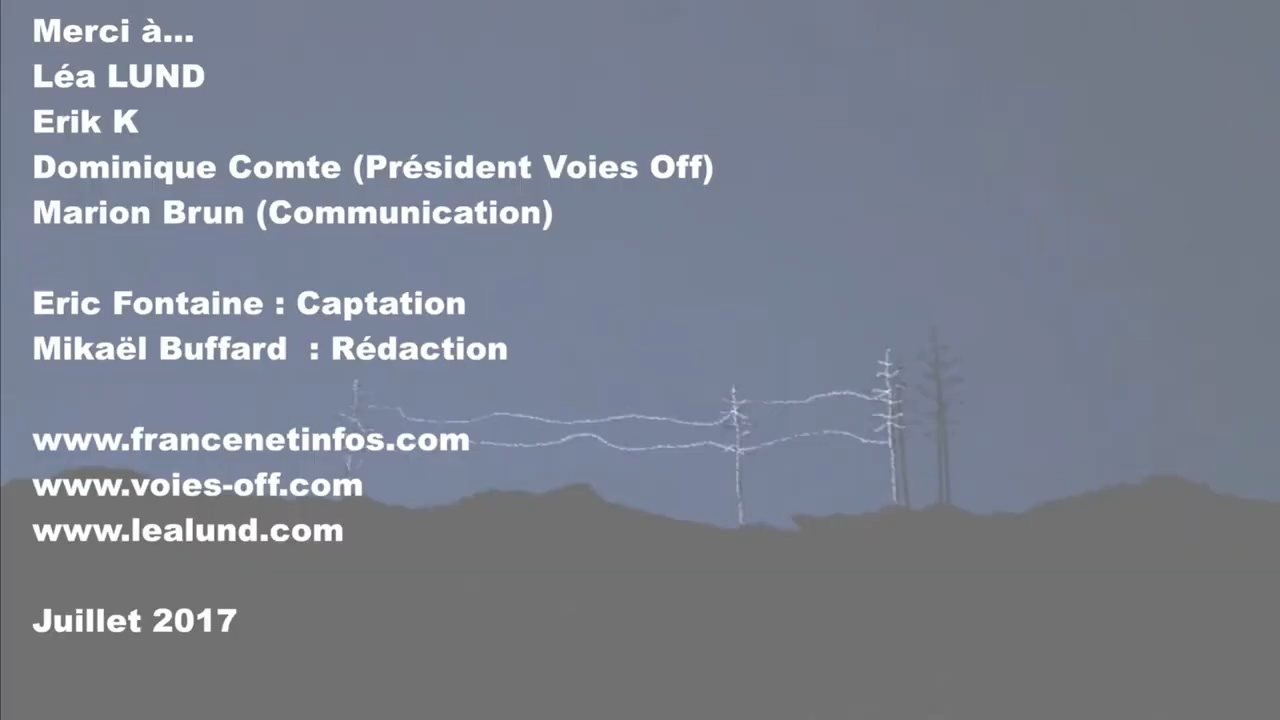 Merci à...
Léa LUND
Erik K
Dominique Comte (Président Voies Off)
Marion Brun (Communication)
Eric Fontaine : Captation
Mikaël Buffard  : Rédaction
www.francenetinfos.com
www.voies-off.com
www.lealund.com
Juillet 2017